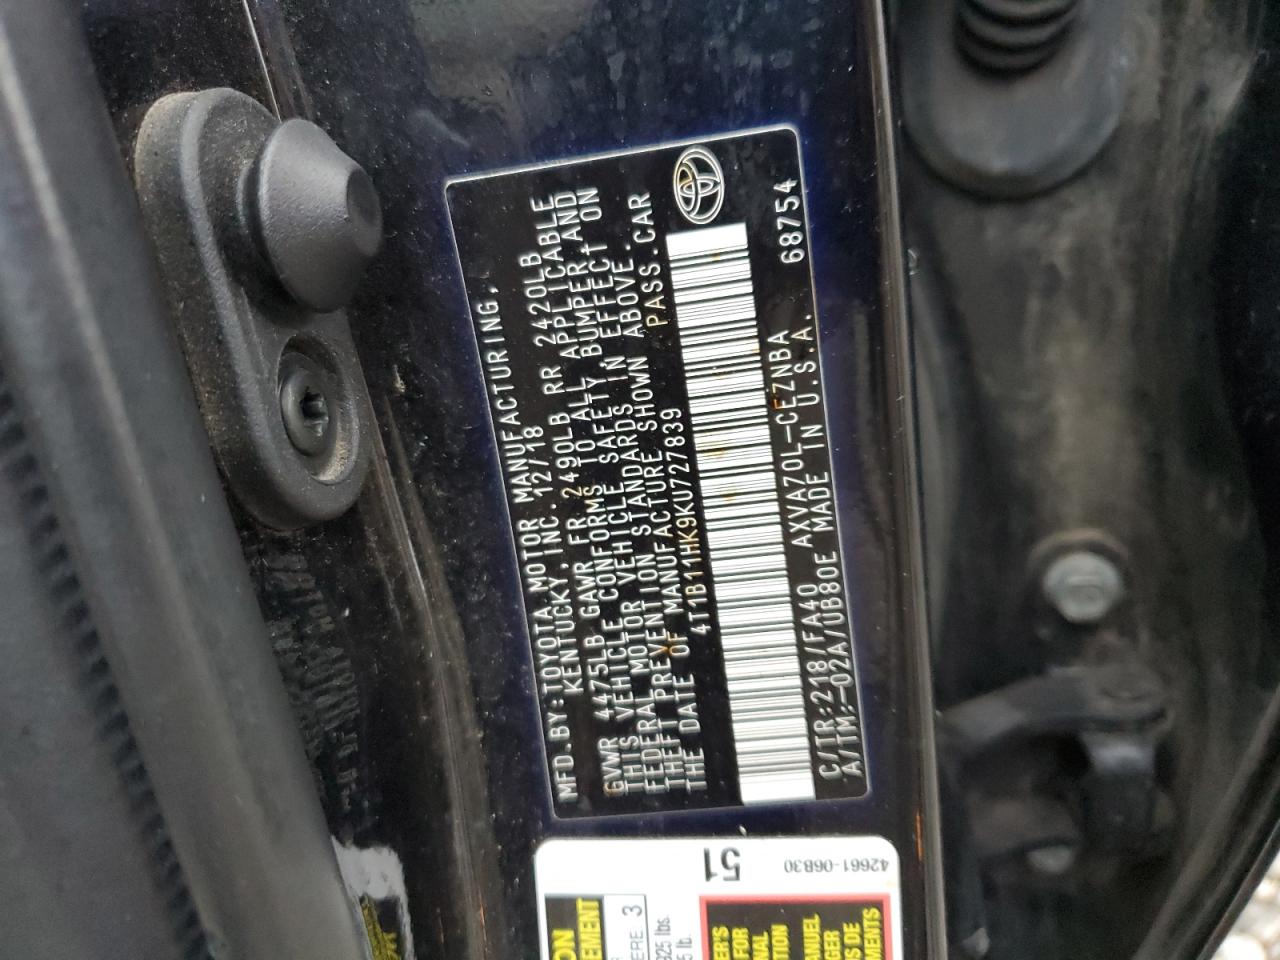 MFD.BY:TOYOTA MOTOR MANUFACTURING,
KENTUCKY, INC. 12/18
GVWR 4475LB GAWR FR 2490LB RR 2420LB
THIS VEHICLE CONFORMS TO ALL APPLICABLE
FEDERAL MOTOR VEHICLE SAFETY, BUMPER, AND
THEFT PREVENTION STANDARDS IN EFFECT ON
THE DATE OF MANUFACTURE SHOWN ABOVE.
4T1B11HK9KU727839 PASS.CAR
C/TR:218/FA40 AXVA70L-CEZNBA 68754
A/TM:-02A/UB80E MADE IN U.S.A.
51
42661-06B30
3